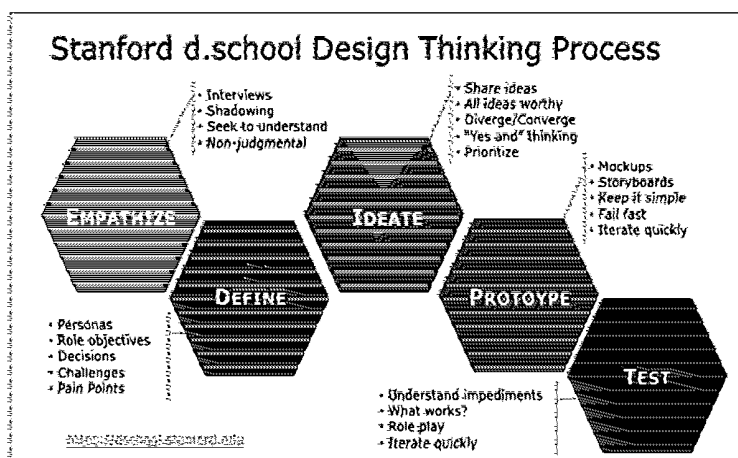 Stanford d.school Design Thinking Process
• Interviews
• Shadowing
• Seek to understand
• Non-judgmental
• Share ideas
• All ideas worthy
• Diverge/Converge
• "Yes and" thinking
• Prioritize
• Mockups
• Storyboards
• Keep it simple
• Fail fast
• Iterate quickly
EMPATHIZE
IDEATE
DEFINE
PROTOYPE
TEST
• Personas
• Role objectives
• Decisions
• Challenges
• Pain Points
• Understand impediments
• What works?
• Role play
• Iterate quickly